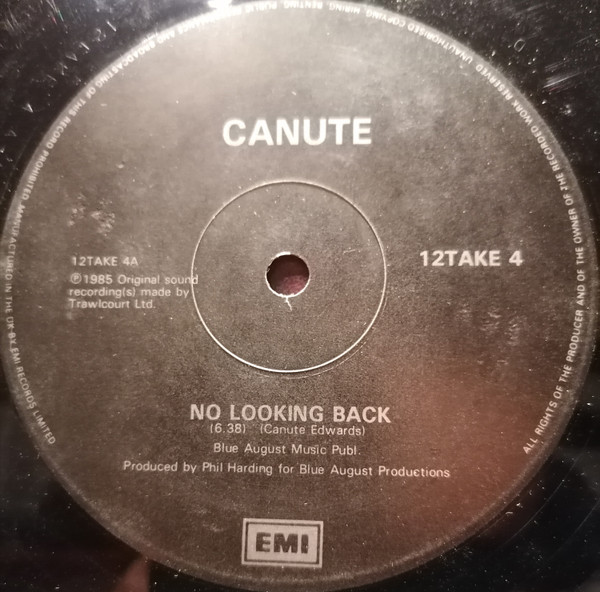 CANUTE
12TAKE 4A
℗1985 Original sound
recording(s) made by
Trawlcourt Ltd.
12TAKE 4
NO LOOKING BACK
(6.38) (Canute Edwards)
Blue August Music Publ.
Produced by Phil Harding for Blue August Productions
EMI
ALL RIGHTS OF THE PRODUCER AND OF THE OWNER OF THE RECORDED WORK RESERVED UNAUTHORISED COPYING HIRING RENTING PUBLIC PERFORMANCE AND BROADCASTING OF THIS RECORD PROHIBITED. MANUFACTURED IN THE UK BY EMI RECORDS LIMITED